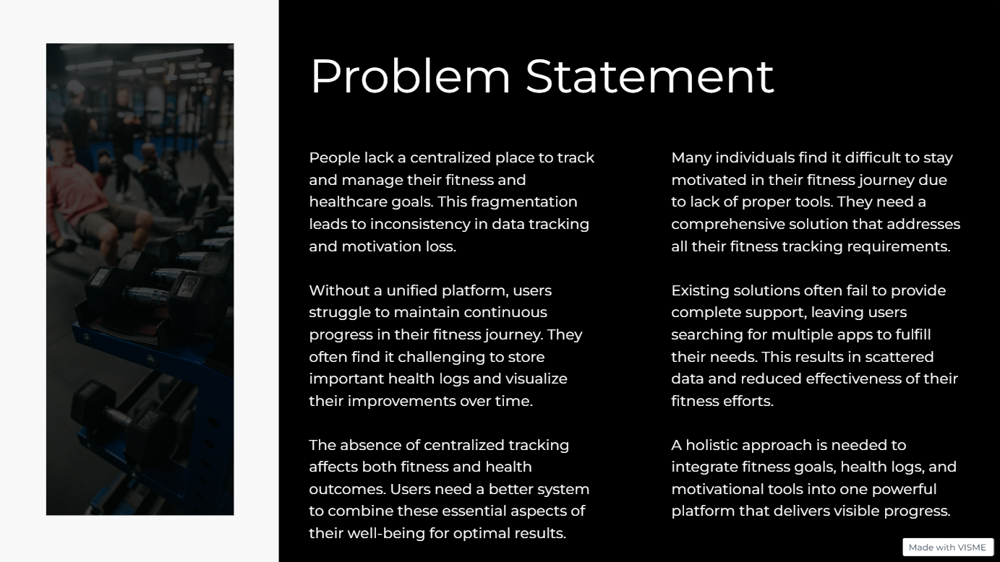 Problem Statement
People lack a centralized place to track
and manage their fitness and
healthcare goals. This fragmentation
leads to inconsistency in data tracking
and motivation loss.
Without a unified platform, users
struggle to maintain continuous
progress in their fitness journey. They
often find it challenging to store
important health logs and visualize
their improvements over time.
The absence of centralized tracking
affects both fitness and health
outcomes. Users need a better system
to combine these essential aspects of
their well-being for optimal results.
Many individuals find it difficult to stay
motivated in their fitness journey due
to lack of proper tools. They need a
comprehensive solution that addresses
all their fitness tracking requirements.
Existing solutions often fail to provide
complete support, leaving users
searching for multiple apps to fulfill
their needs. This results in scattered
data and reduced effectiveness of their
fitness efforts.
A holistic approach is needed to
integrate fitness goals, health logs, and
motivational tools into one powerful
platform that delivers visible progress.
Made with VISME